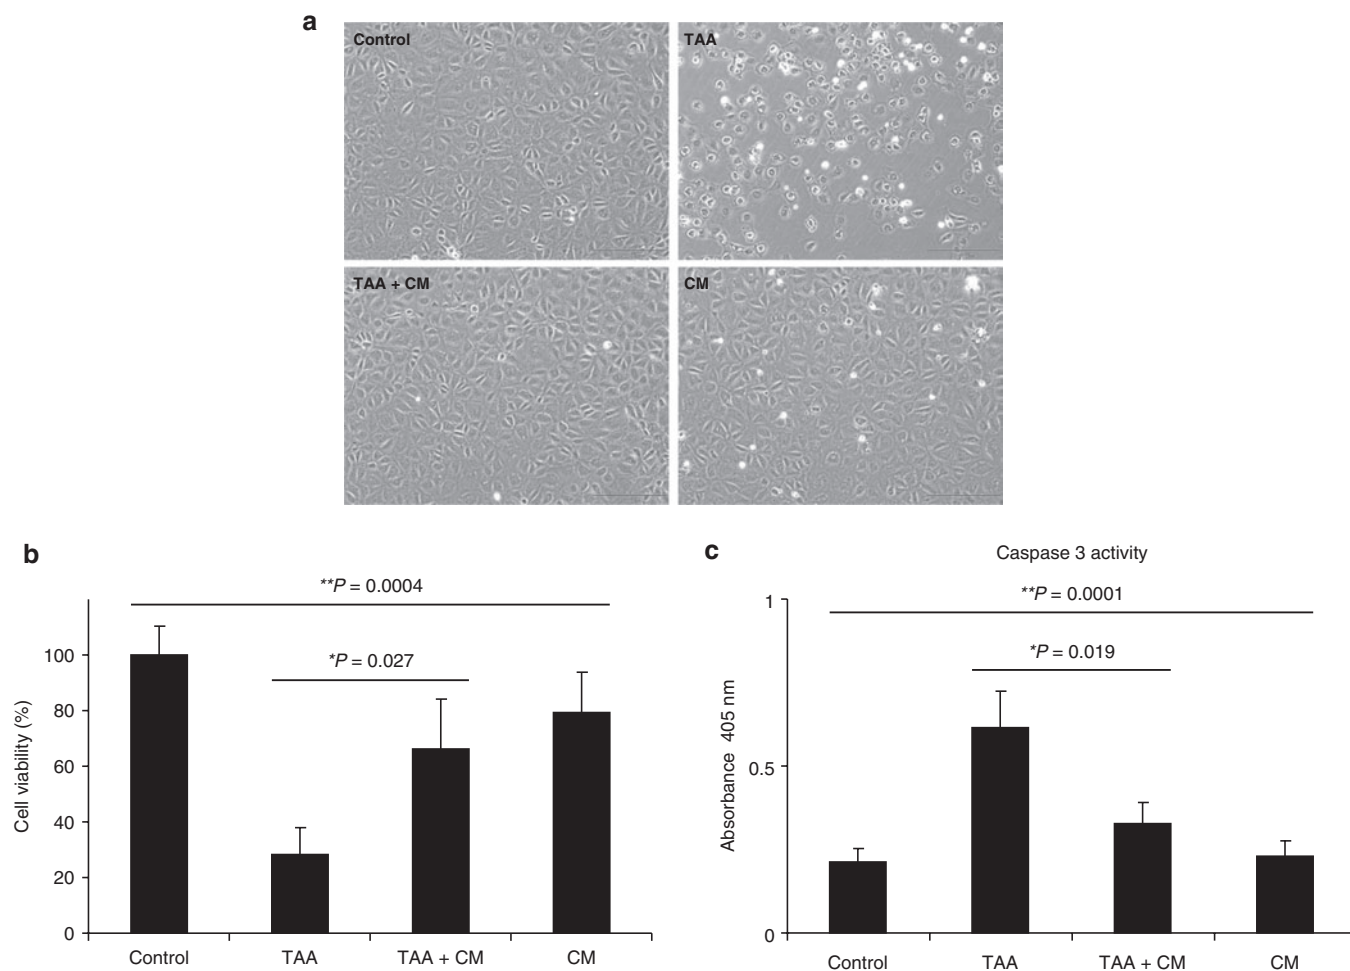 a
Control
TAA
TAA + CM
CM
b
**P = 0.0004
*P = 0.027
Cell viability (%)
100
80
60
40
20
0
Control
TAA
TAA + CM
CM
c
Caspase 3 activity
**P = 0.0001
*P = 0.019
Absorbance 405 nm
1
0.5
0
Control
TAA
TAA + CM
CM